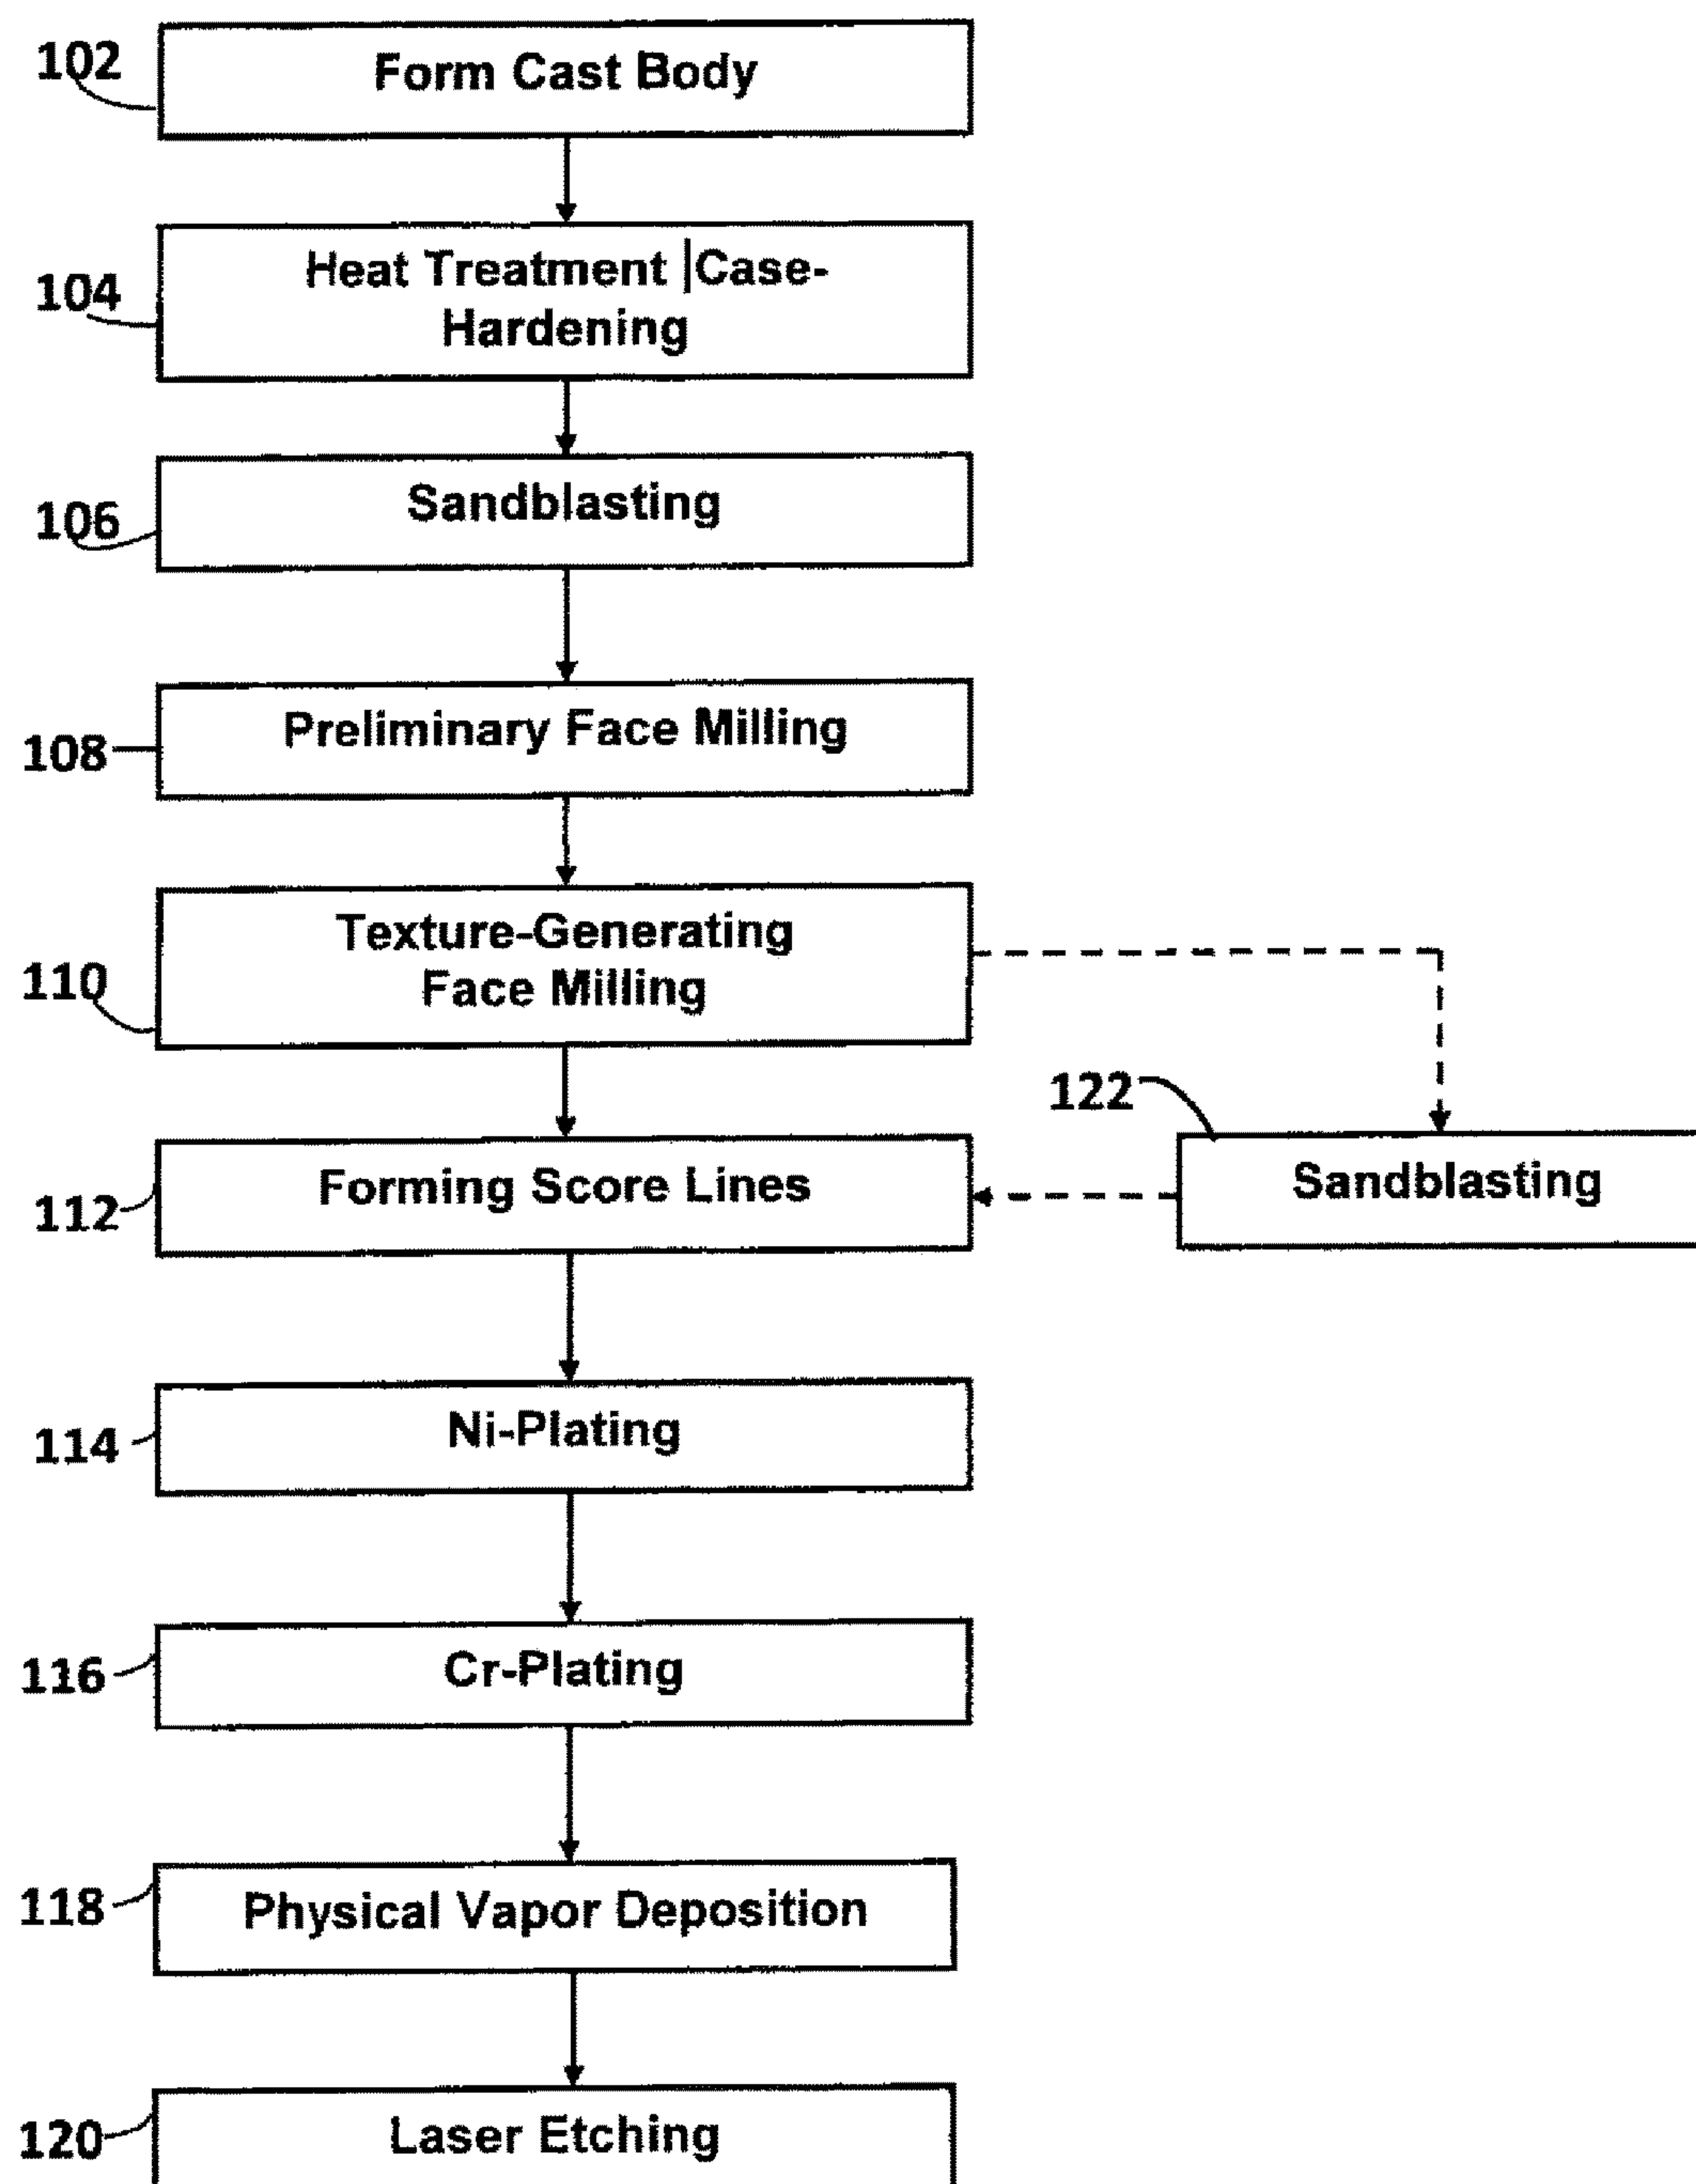 102
Form Cast Body
104
Heat Treatment |Case-
Hardening
106
Sandblasting
108
Preliminary Face Milling
110
Texture-Generating
Face Milling
122
Sandblasting
112
Forming Score Lines
114
Ni-Plating
116
Cr-Plating
118
Physical Vapor Deposition
120
Laser Etching